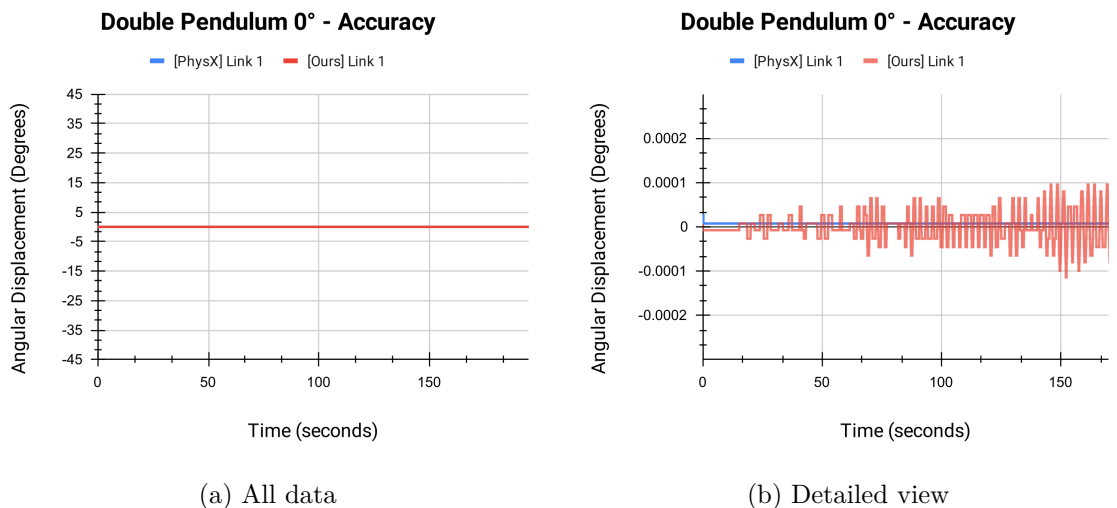 Double Pendulum 0° - Accuracy
[PhysX] Link 1 [Ours] Link 1
Angular Displacement (Degrees)
45
35
25
15
5
-5
-15
-25
-35
-45
0 50 100 150
Time (seconds)
(a) All data
Double Pendulum 0° - Accuracy
[PhysX] Link 1 [Ours] Link 1
Angular Displacement (Degrees)
0.0002
0.0001
0
-0.0001
-0.0002
0 50 100 150
Time (seconds)
(b) Detailed view